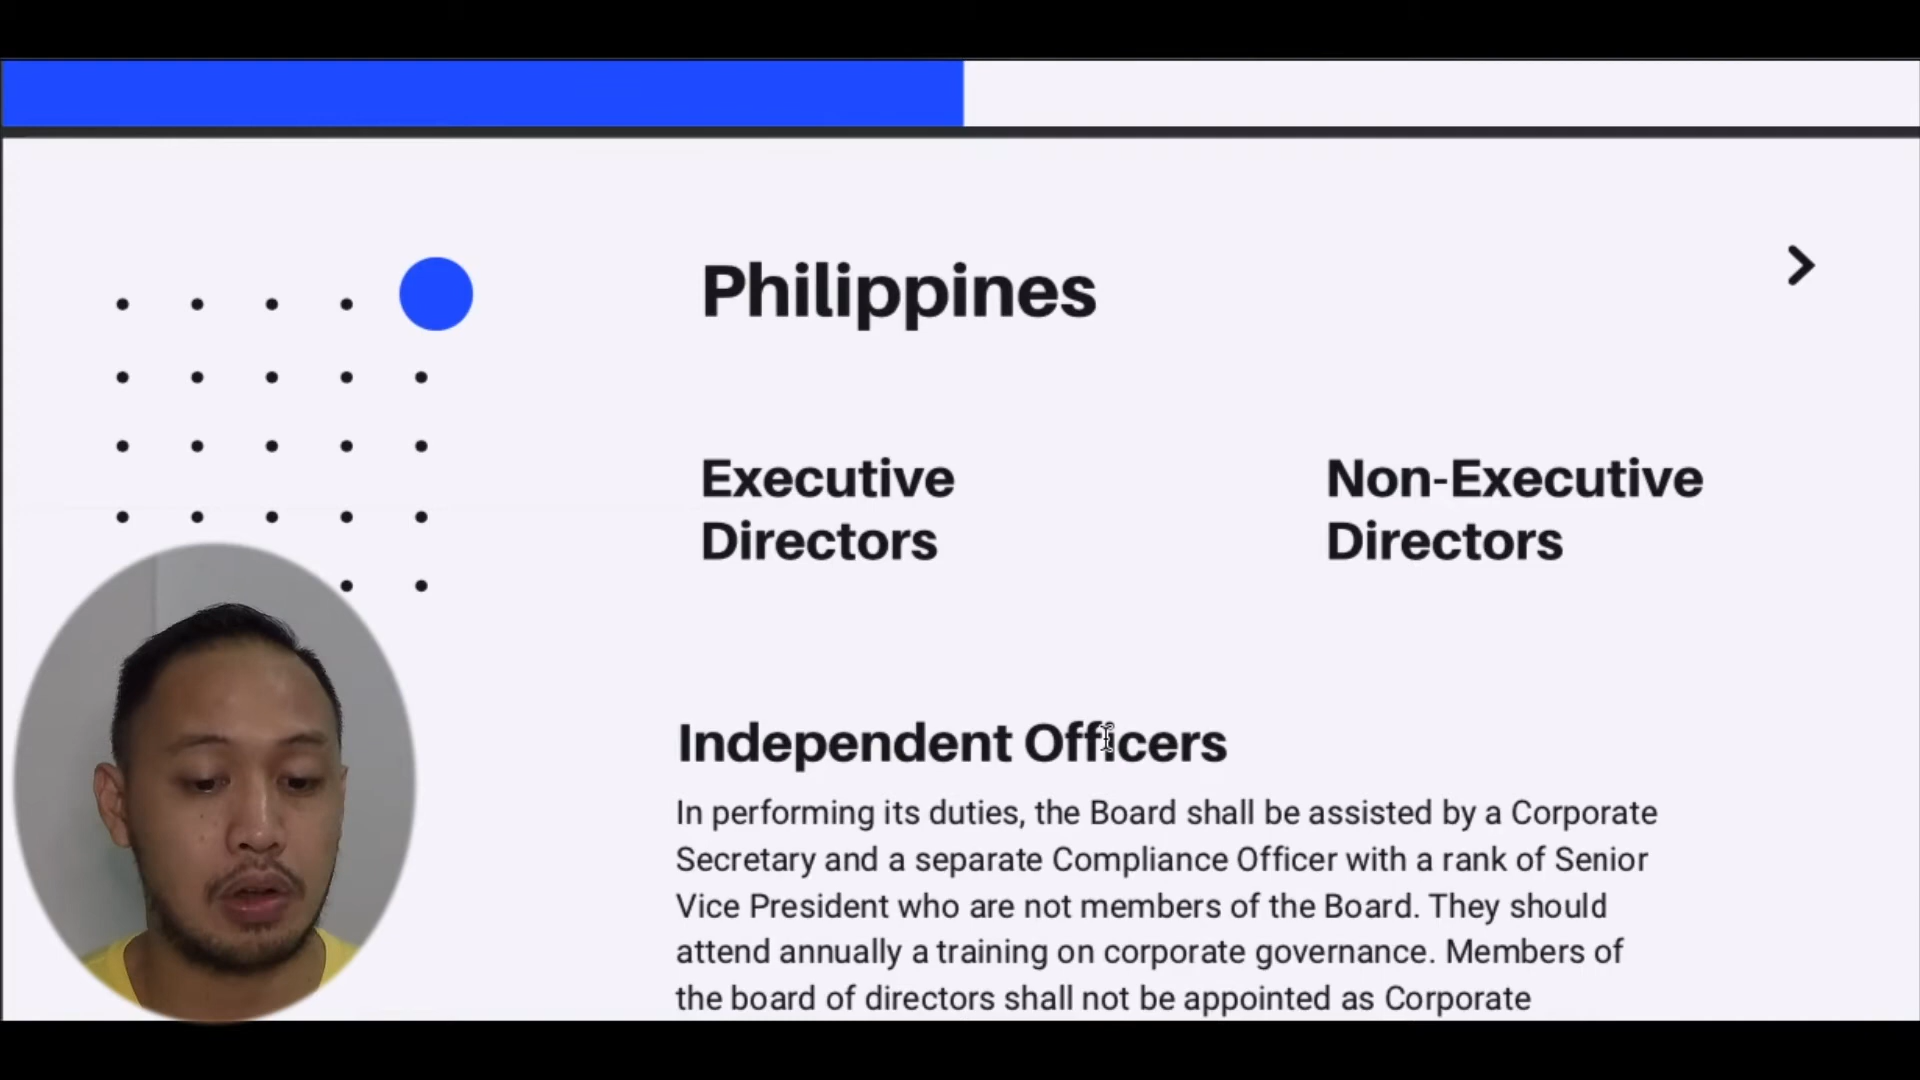 Philippines
Executive
Directors
Non-Executive
Directors
Independent Officers
In performing its duties, the Board shall be assisted by a Corporate
Secretary and a separate Compliance Officer with a rank of Senior
Vice President who are not members of the Board. They should
attend annually a training on corporate governance. Members of
the board of directors shall not be appointed as Corporate